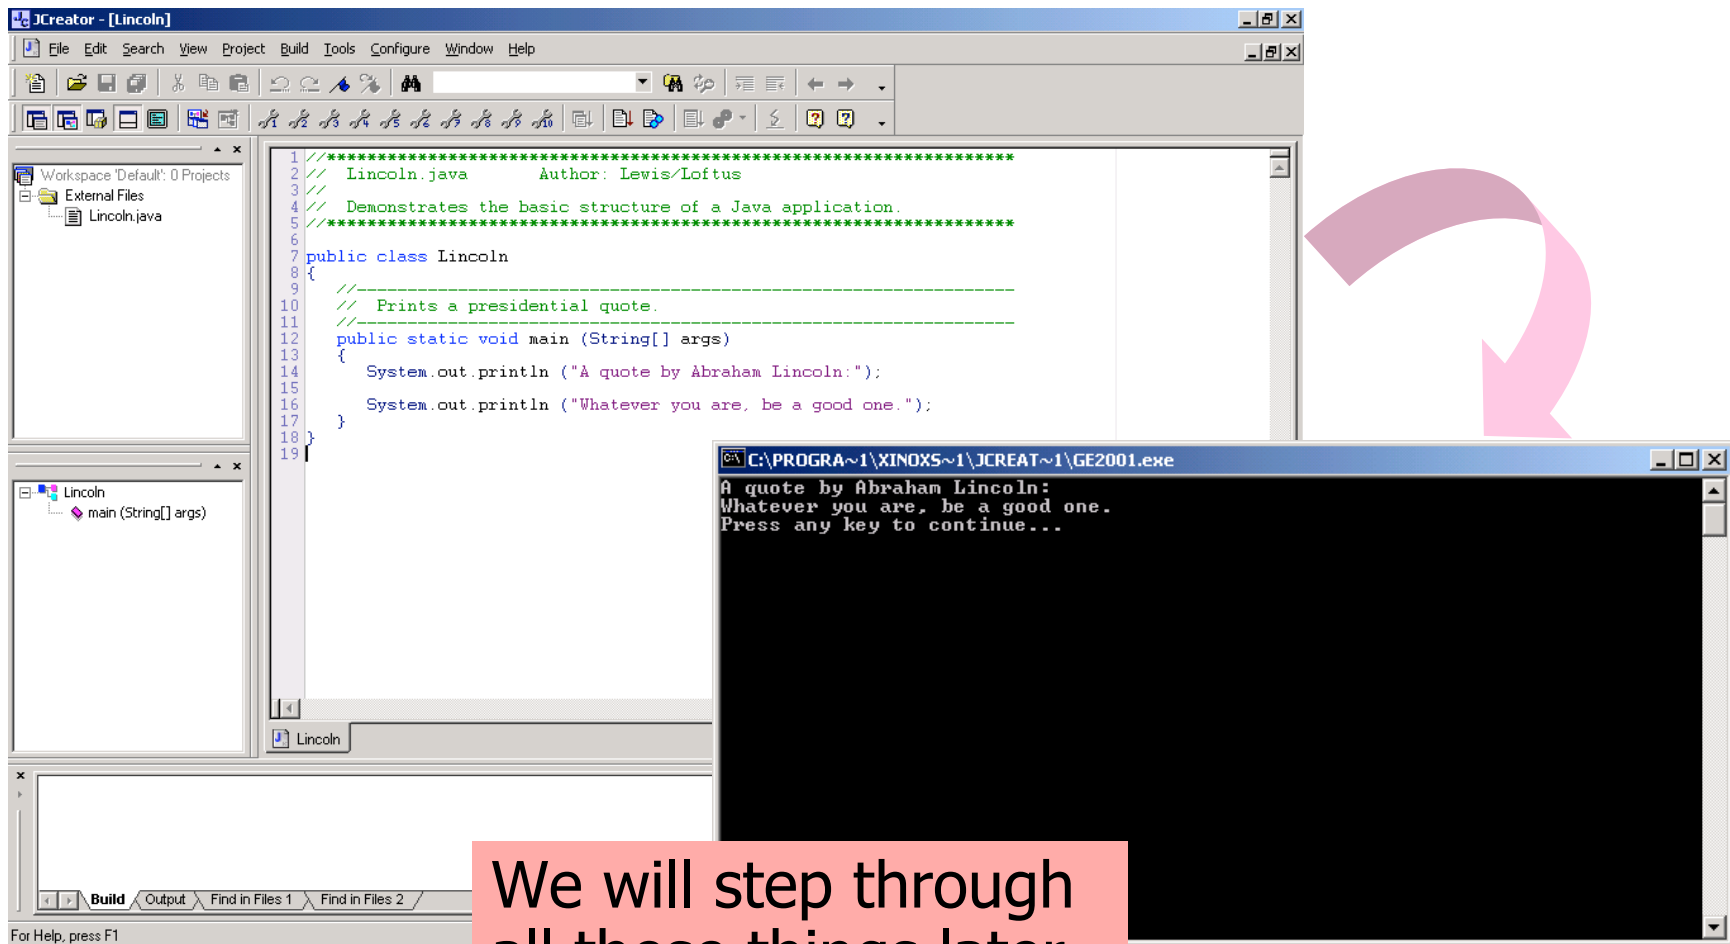 JCreator - [Lincoln]
File Edit Search View Project Build Tools Configure Window Help
Workspace 'Default': 0 Projects
External Files
Lincoln.java
1 //********************************************************************
2 //  Lincoln.java       Author: Lewis/Loftus
3 //
4 //  Demonstrates the basic structure of a Java application.
5 //********************************************************************
6
7 public class Lincoln
8 {
9    //-----------------------------------------------------------------
10    //  Prints a presidential quote.
11    //-----------------------------------------------------------------
12    public static void main (String[] args)
13    {
14       System.out.println ("A quote by Abraham Lincoln:");
15
16       System.out.println ("Whatever you are, be a good one.");
17    }
18 }
19
Lincoln
main (String[] args)
Lincoln
C:\PROGRA~1\XINOXS~1\JCREAT~1\GE2001.exe
A quote by Abraham Lincoln:
Whatever you are, be a good one.
Press any key to continue...
Build Output Find in Files 1 Find in Files 2
For Help, press F1
We will step through
all these things later